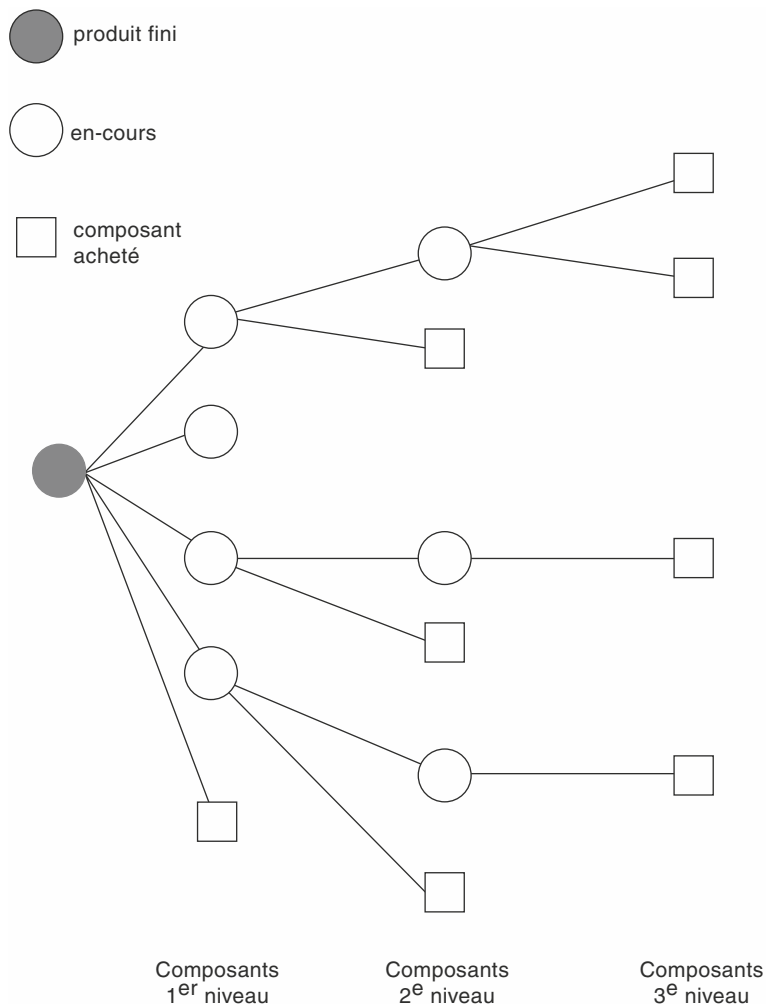 produit fini
en-cours
composant
acheté
Composants
1er niveau
Composants
2e niveau
Composants
3e niveau